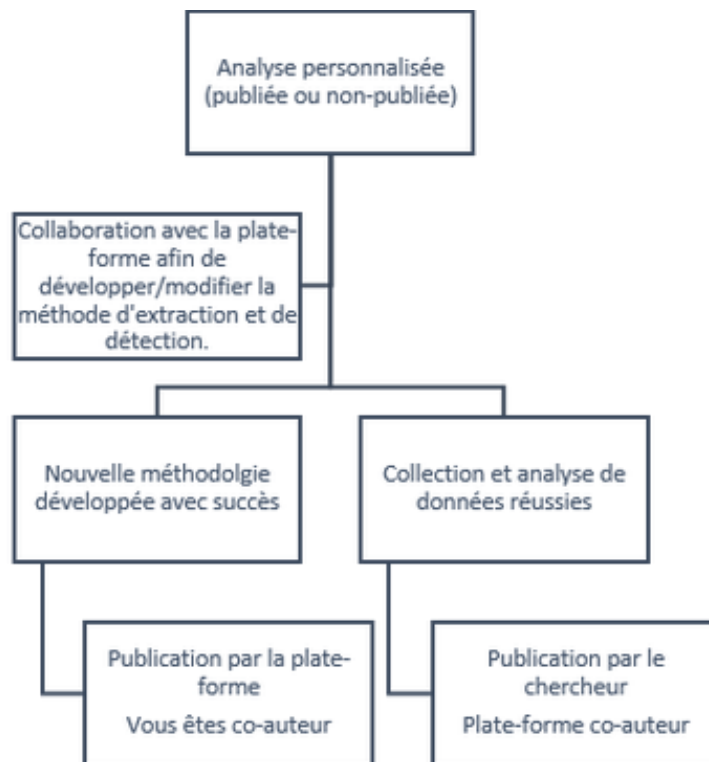 Analyse personnalisée
(publiée ou non-publiée)
Collaboration avec la plate-
forme afin de
développer/modifier la
méthode d'extraction et de
détection.
Nouvelle méthodolgie
développée avec succès
Collection et analyse de
données réussies
Publication par la plate-
forme
Vous êtes co-auteur
Publication par le
chercheur
Plate-forme co-auteur